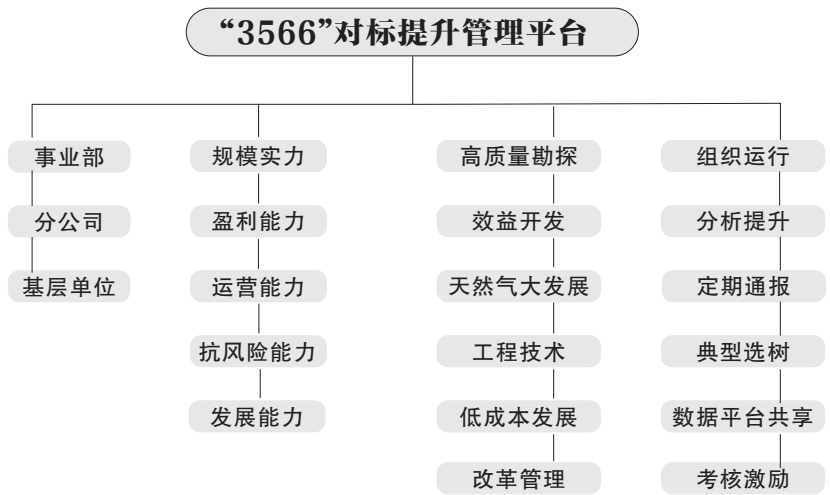 “3566”对标提升管理平台
事业部
分公司
基层单位
规模实力
盈利能力
运营能力
抗风险能力
发展能力
高质量勘探
效益开发
天然气大发展
工程技术
低成本发展
改革管理
组织运行
分析提升
定期通报
典型选树
数据平台共享
考核激励